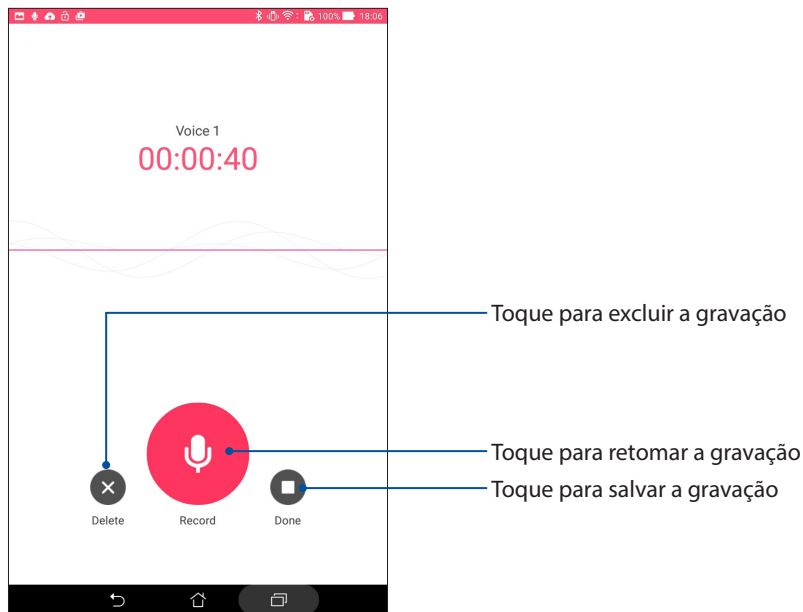 100% 18:06
Voice 1
00:00:40
Toque para excluir a gravação
Toque para retomar a gravação
Toque para salvar a gravação
Delete Record Done